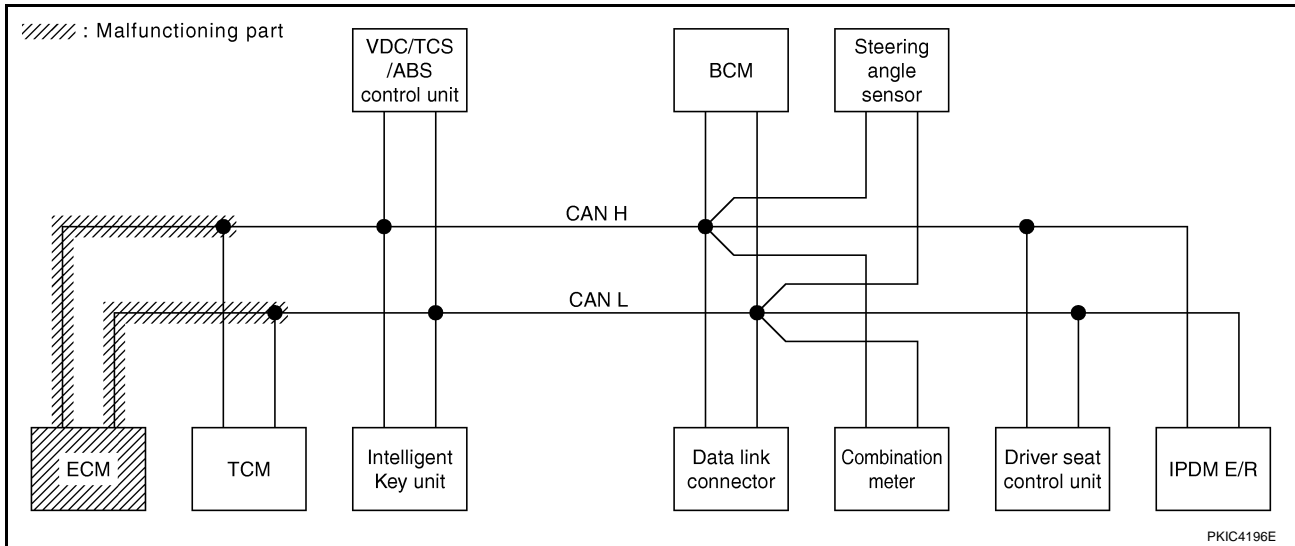 : Malfunctioning part
VDC/TCS
/ABS
control unit
BCM
Steering
angle
sensor
CAN H
CAN L
ECM
TCM
Intelligent
Key unit
Data link
connector
Combination
meter
Driver seat
control unit
IPDM E/R
PKIC4196E